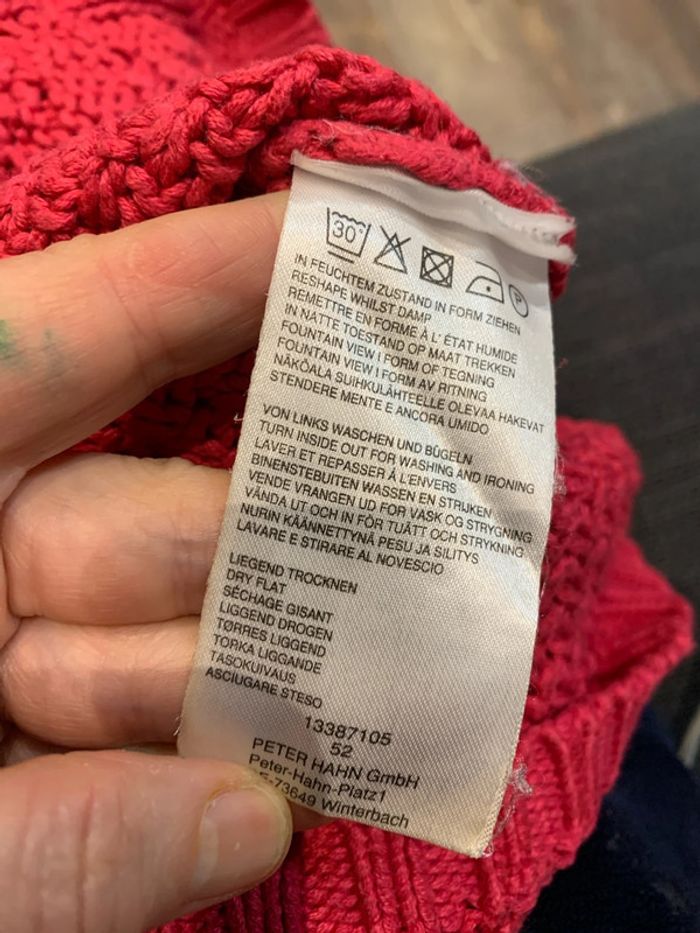 30°
P
IN FEUCHTEM ZUSTAND IN FORM ZIEHEN
RESHAPE WHILST DAMP
REMETTRE EN FORME À L' ÉTAT HUMIDE
IN NATTE TOESTAND OP MAAT TREKKEN
FOUNTAIN VIEW I FORM OF TEGNING
FOUNTAIN VIEW I FORM AV RITNING
NÄKÖALA SUIHKULÄHTEELLE OLEVAA HAKEVAT
STENDERE MENTE E ANCORA UMIDO
VON LINKS WASCHEN UND BÜGELN
TURN INSIDE OUT FOR WASHING AND IRONING
LAVER ET REPASSER À L'ENVERS
BINENSTEBUITEN WASSEN EN STRIJKEN
VENDE VRANGEN UD FOR VASK OG STRYGNING
VÄNDA UT OCH IN FÖR TUÄTT OCH STRYKNING
NURIN KÄÄNNETTYNÄ PESU JA SILITYS
LAVARE E STIRARE AL NOVESCIO
LIEGEND TROCKNEN
DRY FLAT
SÉCHAGE GISANT
LIGGEND DROGEN
TØRRES LIGGEND
TORKA LIGGANDE
TASOKUIVAUS
ASCIUGARE STESO
13387105
52
PETER HAHN GmbH
Peter-Hahn-Platz1
73649 Winterbach